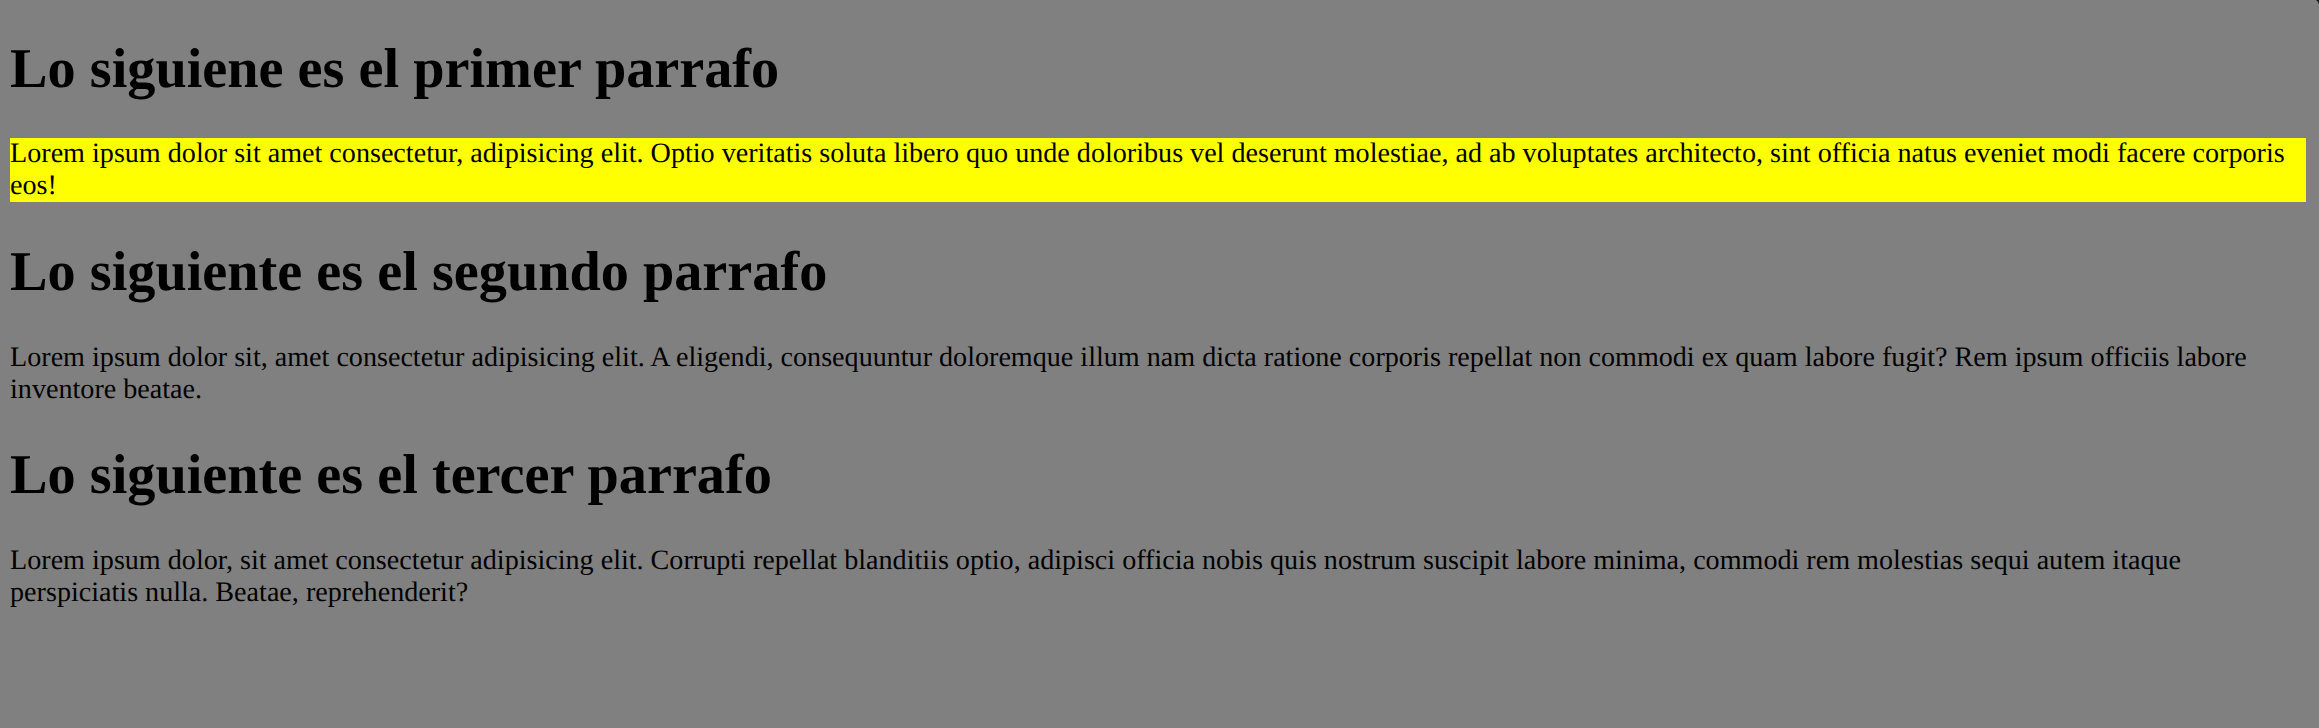 Lo siguiene es el primer parrafo
Lorem ipsum dolor sit amet consectetur, adipisicing elit. Optio veritatis soluta libero quo unde doloribus vel deserunt molestiae, ad ab voluptates architecto, sint officia natus eveniet modi facere corporis
eos!
Lo siguiente es el segundo parrafo
Lorem ipsum dolor sit, amet consectetur adipisicing elit. A eligendi, consequuntur doloremque illum nam dicta ratione corporis repellat non commodi ex quam labore fugit? Rem ipsum officiis labore
inventore beatae.
Lo siguiente es el tercer parrafo
Lorem ipsum dolor, sit amet consectetur adipisicing elit. Corrupti repellat blanditiis optio, adipisci officia nobis quis nostrum suscipit labore minima, commodi rem molestias sequi autem itaque
perspiciatis nulla. Beatae, reprehenderit?